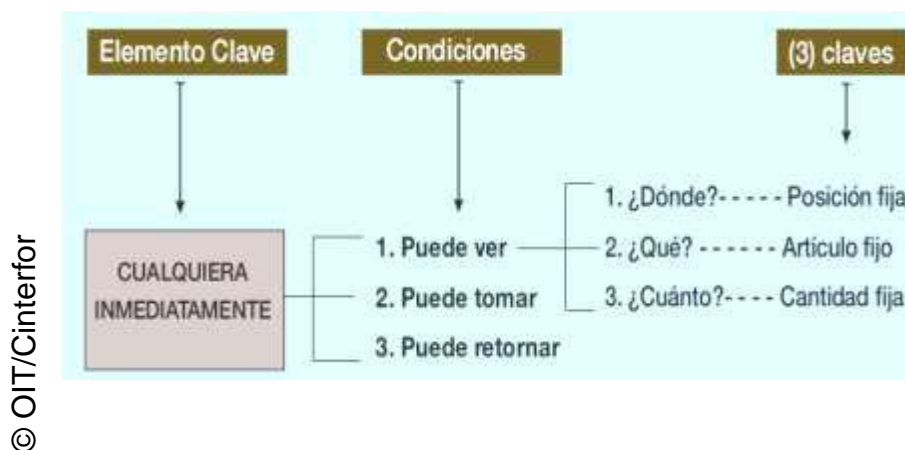 Elemento Clave
Condiciones
(3) claves
CUALQUIERA
INMEDIATAMENTE
1. Puede ver
2. Puede tomar
3. Puede retornar
1. ¿Dónde?- - - - - Posición fija
2. ¿Qué? - - - - - - Artículo fijo
3. ¿Cuánto?- - - - Cantidad fija
© OIT/Cinterfor